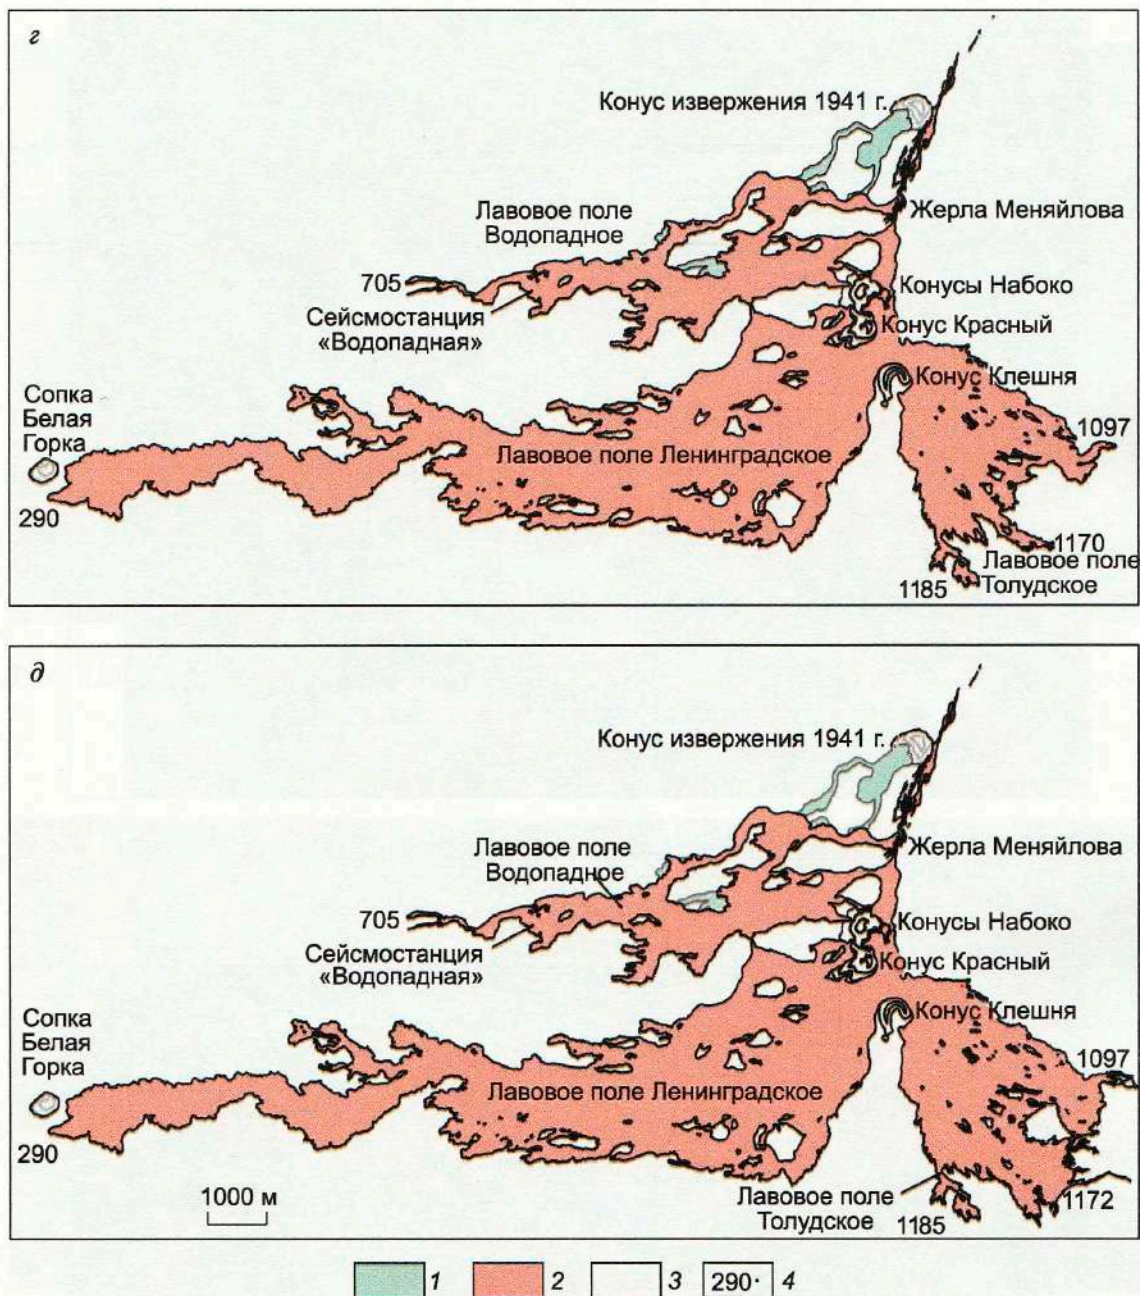 г
Конус извержения 1941 г.
Лавовое поле
Водопадное
Жерла Меняйлова
705
Конусы Набоко
Сейсмостанция
«Водопадная»
Конус Красный
Сопка
Белая
Горка
Конус Клешня
1097
Лавовое поле Ленинградское
290
1170
Лавовое поле
Толудское
1185
д
Конус извержения 1941 г.
Лавовое поле
Водопадное
Жерла Меняйлова
705
Конусы Набоко
Сейсмостанция
«Водопадная»
Конус Красный
Сопка
Белая
Горка
Конус Клешня
1097
Лавовое поле Ленинградское
290
1000 м
Лавовое поле
Толудское
1172
1185
1 2 3 290· 4